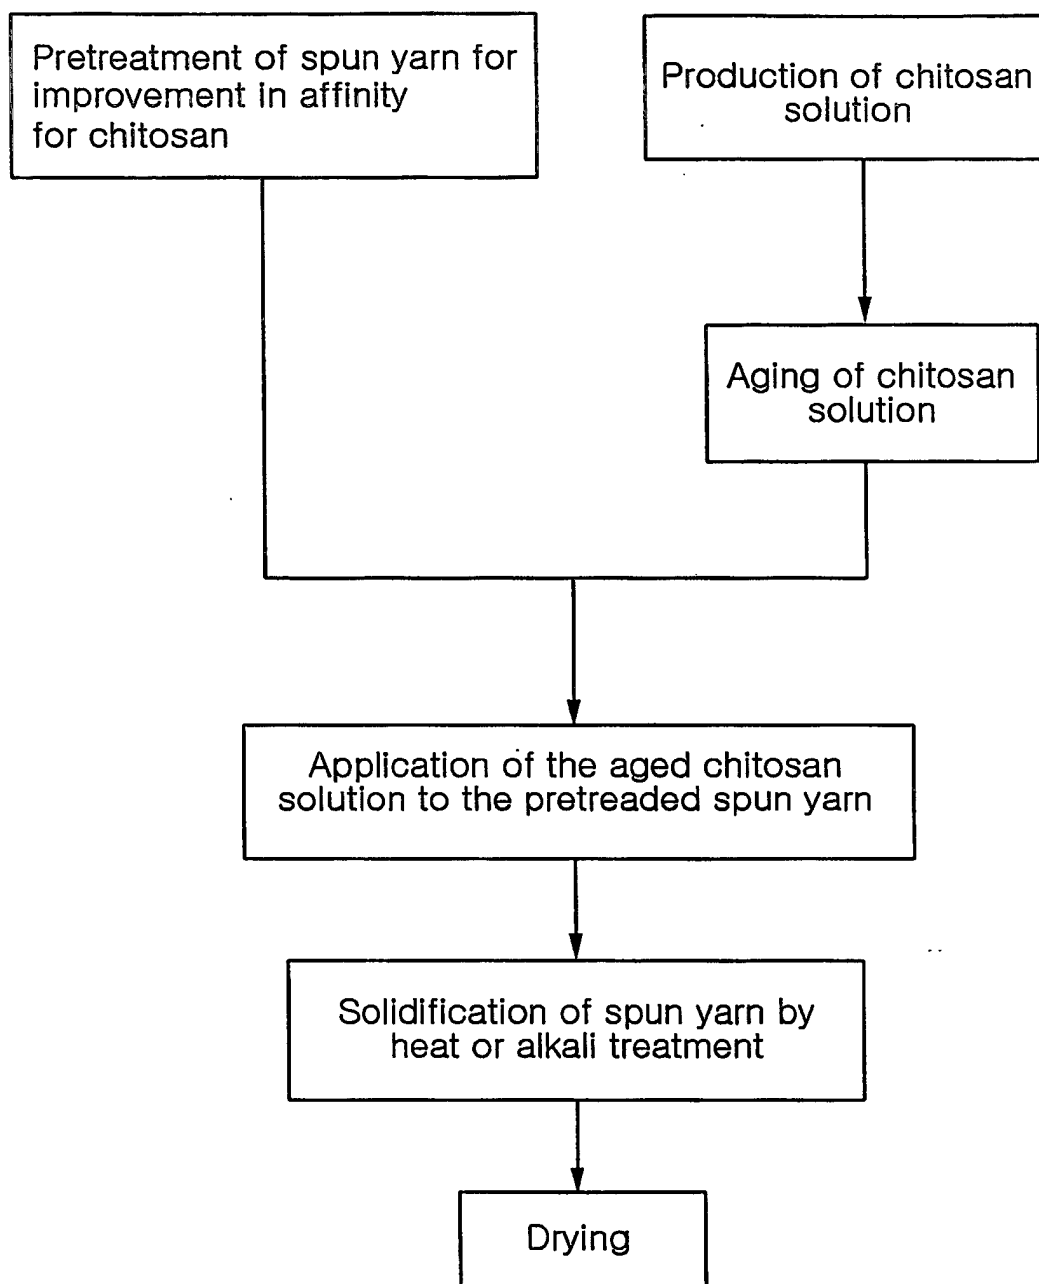 Pretreatment of spun yarn for
improvement in affinity
for chitosan
Production of chitosan
solution
Aging of chitosan
solution
Application of the aged chitosan
solution to the pretreaded spun yarn
Solidification of spun yarn by
heat or alkali treatment
Drying